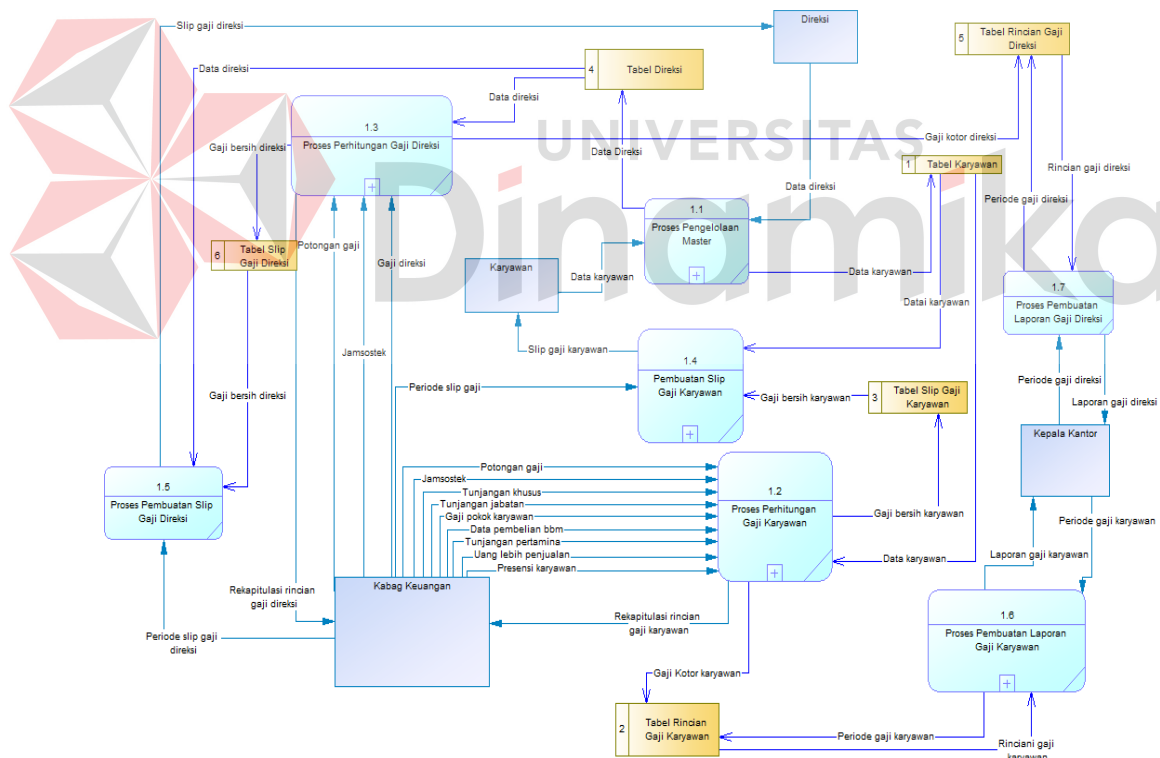 Slip gaji direksi
Direksi
5
Tabel Rincian Gaji
Direksi
Data direksi
4
Tabel Direksi
Data direksi
1.3
Proses Perhitungan Gaji Direksi
Gaji bersih direksi
UNIVERSITAS
Dinamika
Gaji kotor direksi
Data Direksi
Data direksi
1
Tabel Karyawan
Rincian gaji direksi
Periode gaji direksi
1.1
Proses Pengelolaan
Master
6
Tabel Slip
Gaji Direksi
Potongan gaji
Gaji direksi
Karyawan
Data karyawan
Data karyawan
1.7
Proses Pembuatan
Laporan Gaji Direksi
Datai karyawan
Jamsostek
Slip gaji karyawan
1.4
Pembuatan Slip
Gaji Karyawan
Periode slip gaji
Gaji bersih direksi
Gaji bersih karyawan
3
Tabel Slip Gaji
Karyawan
Periode gaji direksi
Laporan gaji direksi
Kepala Kantor
1.5
Proses Pembuatan Slip
Gaji Direksi
Potongan gaji
Jamsostek
Tunjangan khusus
Tunjangan jabatan
Gaji pokok karyawan
Data pembelian bbm
Tunjangan pertamina
Uang lebih penjualan
Presensi karyawan
1.2
Proses Perhitungan
Gaji Karyawan
Gaji bersih karyawan
Data karyawan
Periode gaji karyawan
Laporan gaji karyawan
Kabag Keuangan
Rekapitulasi rincian
gaji direksi
Periode slip gaji
direksi
Rekapitulasi rincian
gaji karyawan
1.6
Proses Pembuatan Laporan
Gaji Karyawan
Gaji Kotor karyawan
2
Tabel Rincian
Gaji Karyawan
Periode gaji karyawan
Rinciani gaji
karyawan